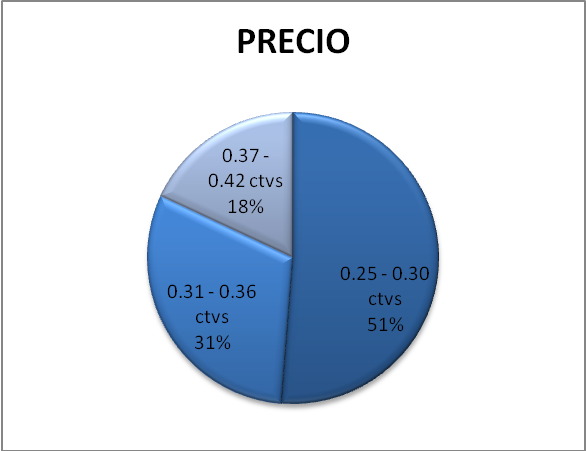 PRECIO
0.37 -
0.42 ctvs
18%
0.25 - 0.30
ctvs
51%
0.31 - 0.36
ctvs
31%